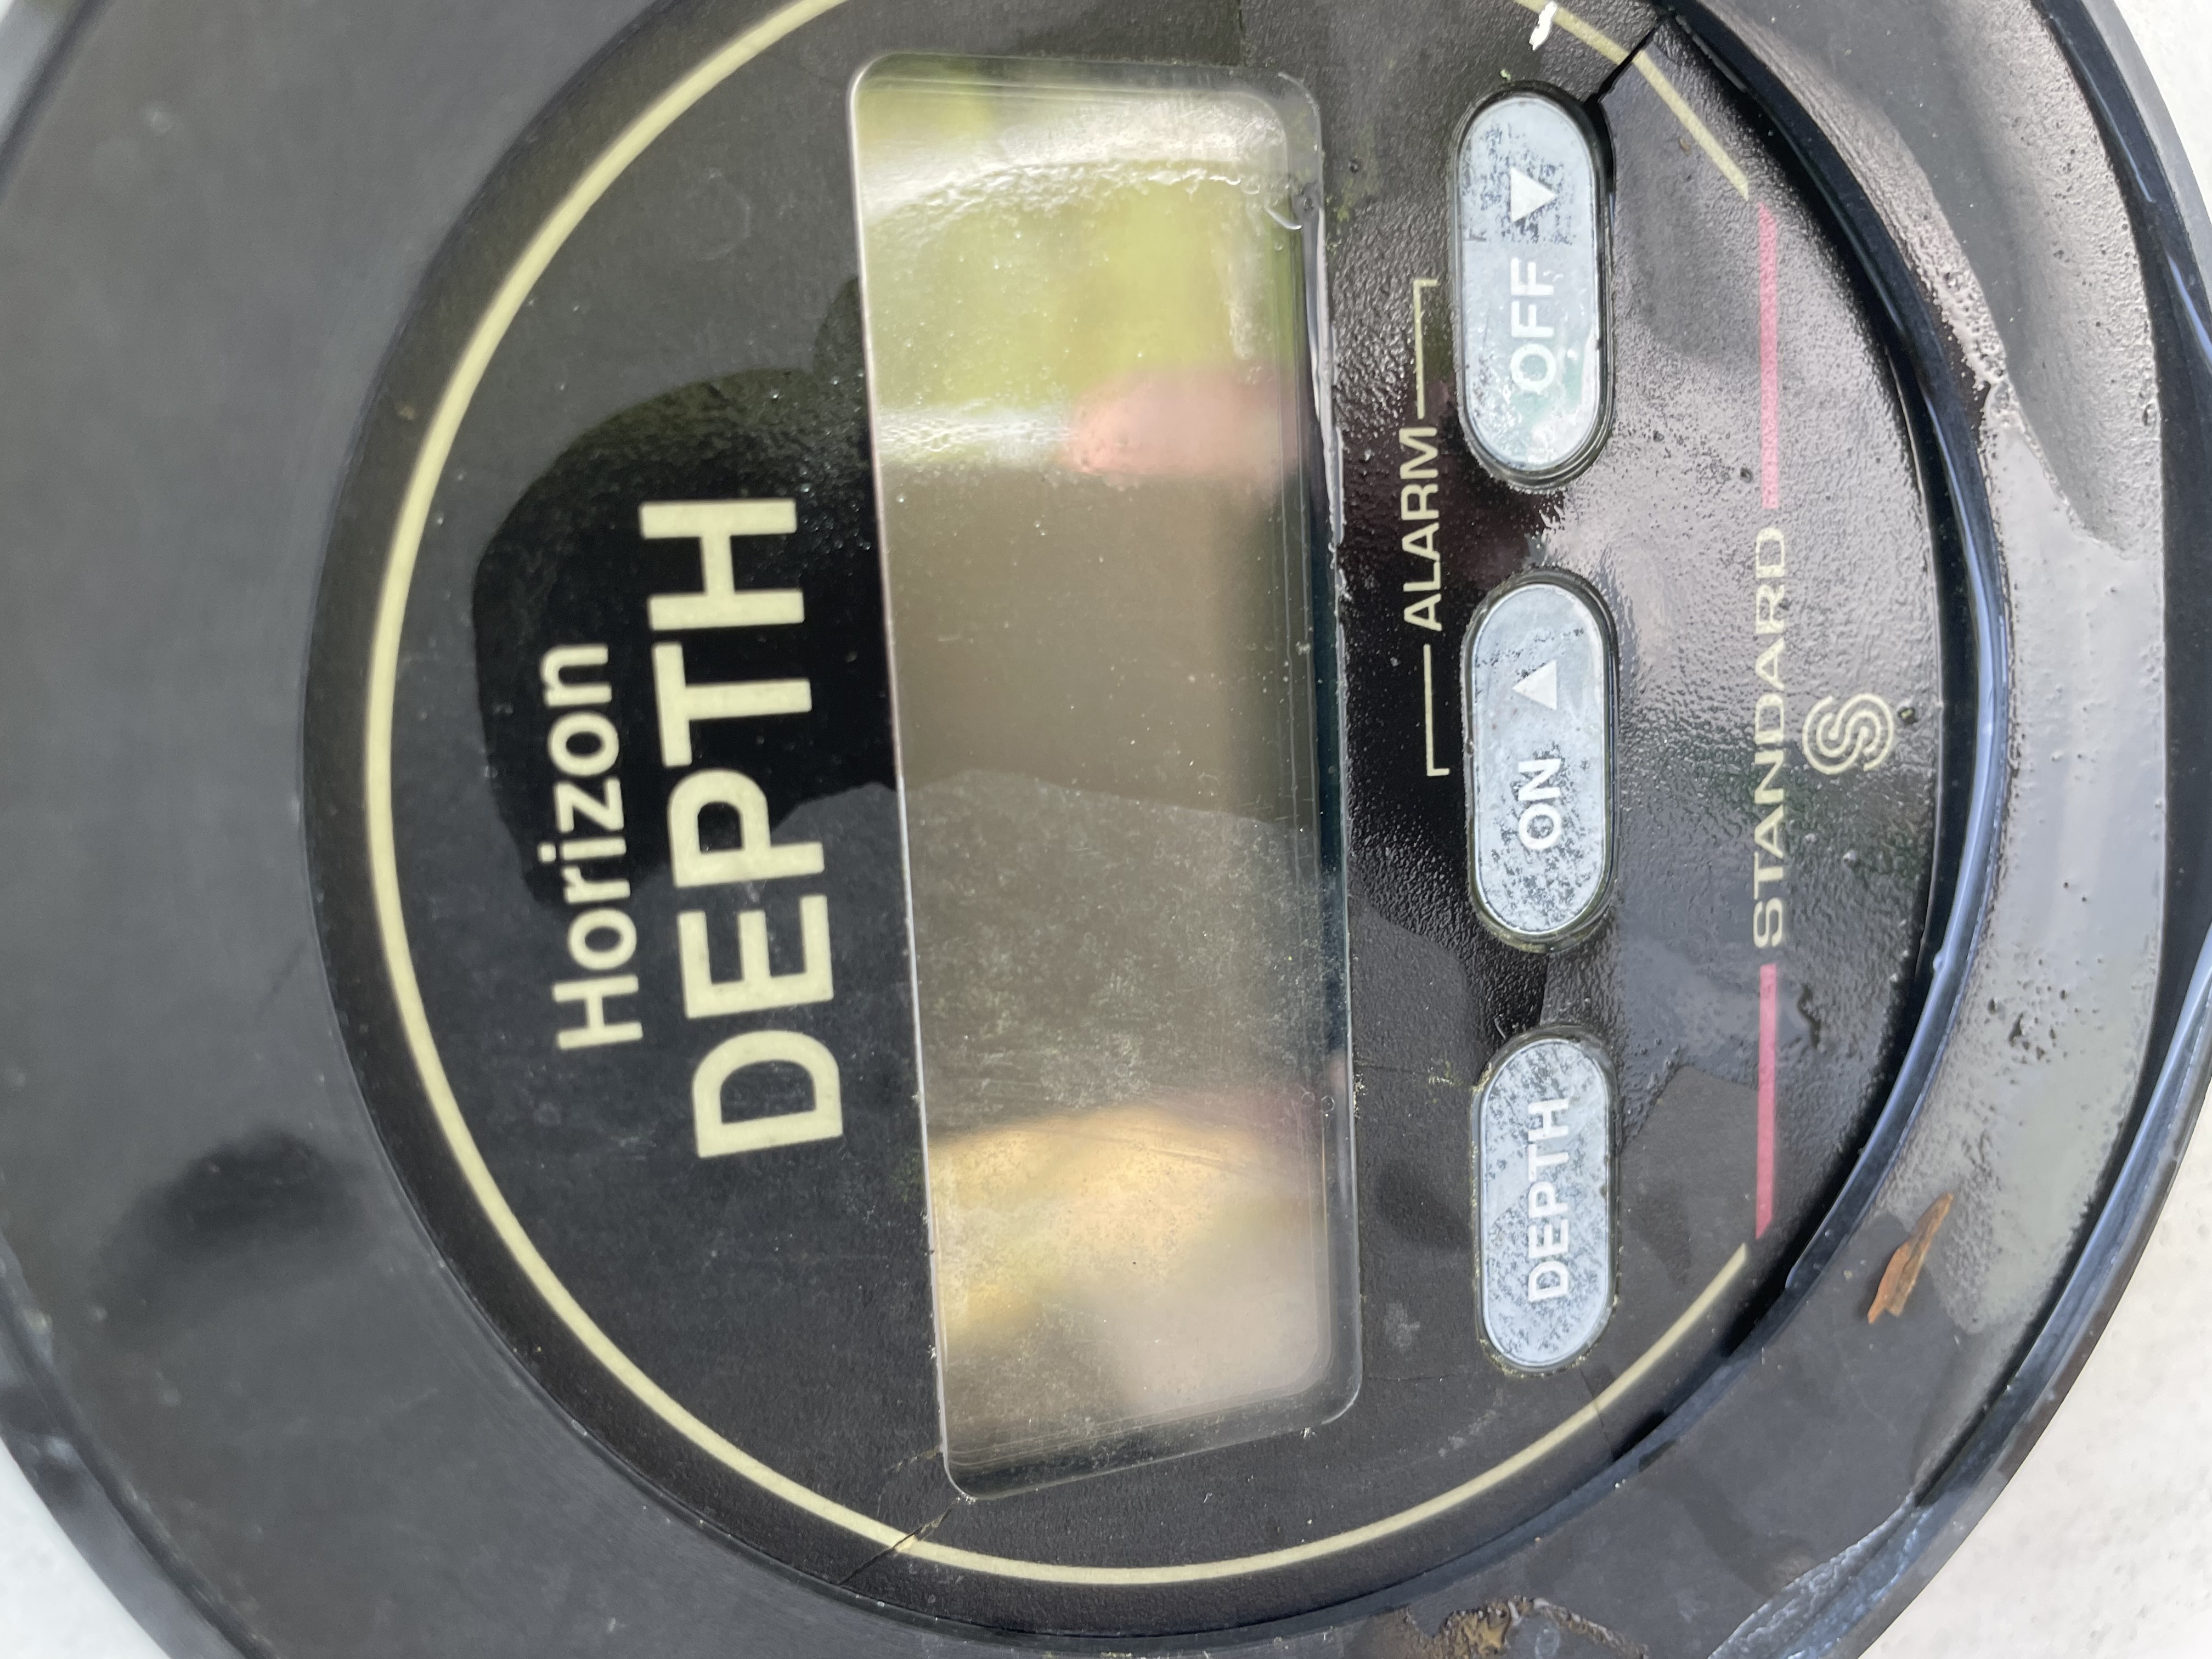 Horizon
DEPTH
ALARM
DEPTH
ON ▲
OFF ▼
STANDARD
S